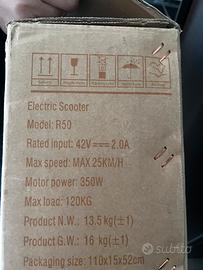 Electric Scooter
Model: R50
Rated input: 42V⎓2.0A
Max speed: MAX 25KM/H
Motor power: 350W
Max load: 120KG
Product N.W.: 13.5 kg(±1)
Product G.W.: 16 kg(±1)
Packaging size: 110x15x52cm
subito